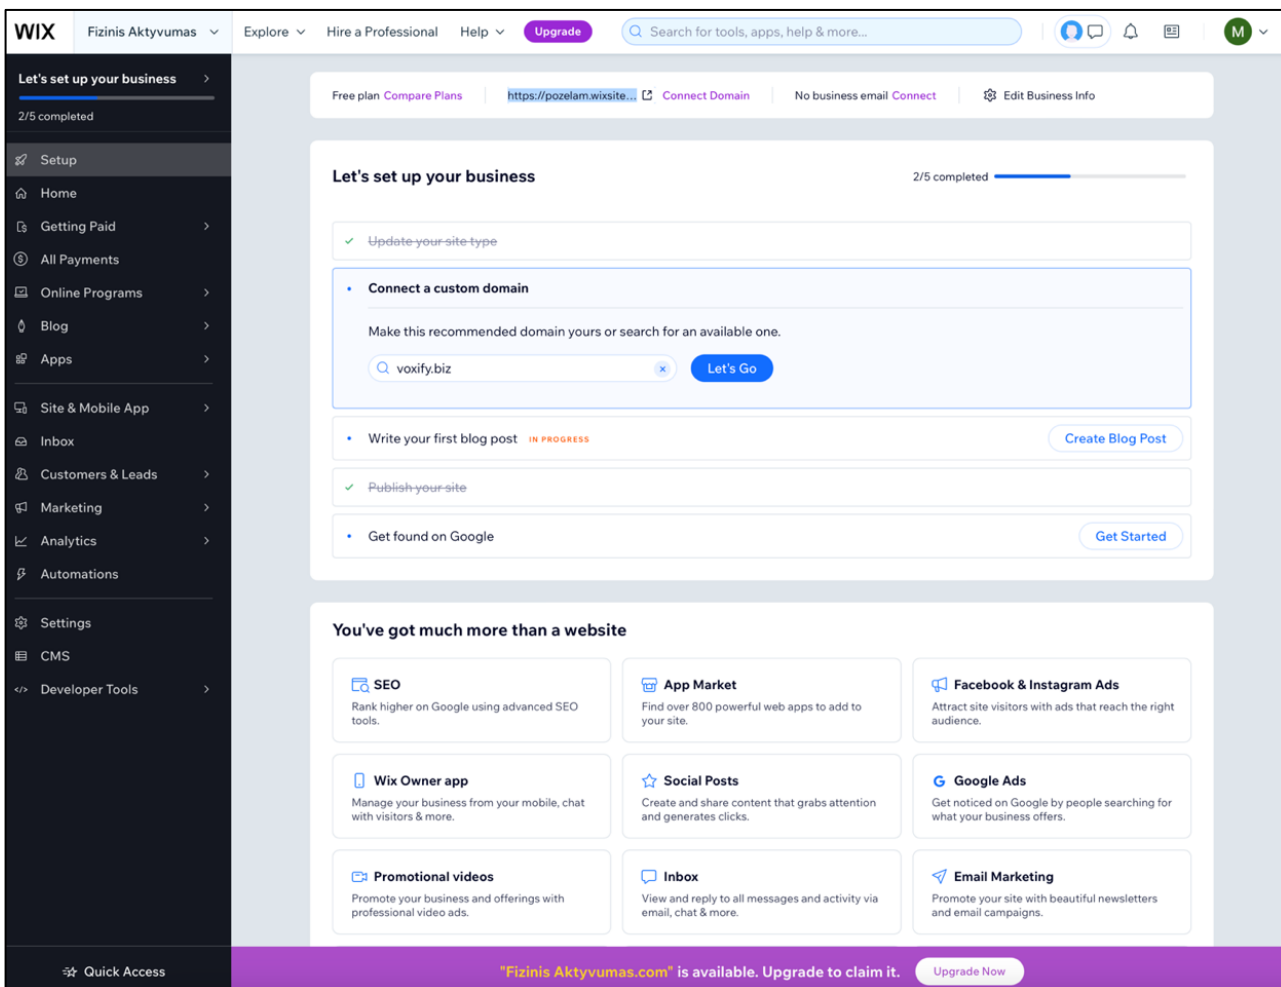 WIX
Fizinis Aktyvumas
Explore
Hire a Professional
Help
Upgrade
Search for tools, apps, help & more...
M
Let's set up your business
2/5 completed
Setup
Home
Getting Paid
All Payments
Online Programs
Blog
Apps
Site & Mobile App
Inbox
Customers & Leads
Marketing
Analytics
Automations
Settings
CMS
Developer Tools
Quick Access
Free plan Compare Plans
https://pozelam.wixsite... Connect Domain
No business email Connect
Edit Business Info
Let's set up your business
2/5 completed
Update your site type
Connect a custom domain
Make this recommended domain yours or search for an available one.
voxify.biz
Let's Go
Write your first blog post IN PROGRESS
Create Blog Post
Publish your site
Get found on Google
Get Started
You've got much more than a website
SEO
Rank higher on Google using advanced SEO
tools.
App Market
Find over 800 powerful web apps to add to
your site.
Facebook & Instagram Ads
Attract site visitors with ads that reach the right
audience.
Wix Owner app
Manage your business from your mobile, chat
with visitors & more.
Social Posts
Create and share content that grabs attention
and generates clicks.
Google Ads
Get noticed on Google by people searching for
what your business offers.
Promotional videos
Promote your business and offerings with
professional video ads.
Inbox
View and reply to all messages and activity via
email, chat & more.
Email Marketing
Promote your site with beautiful newsletters
and email campaigns.
"Fizinis Aktyvumas.com" is available. Upgrade to claim it.
Upgrade Now